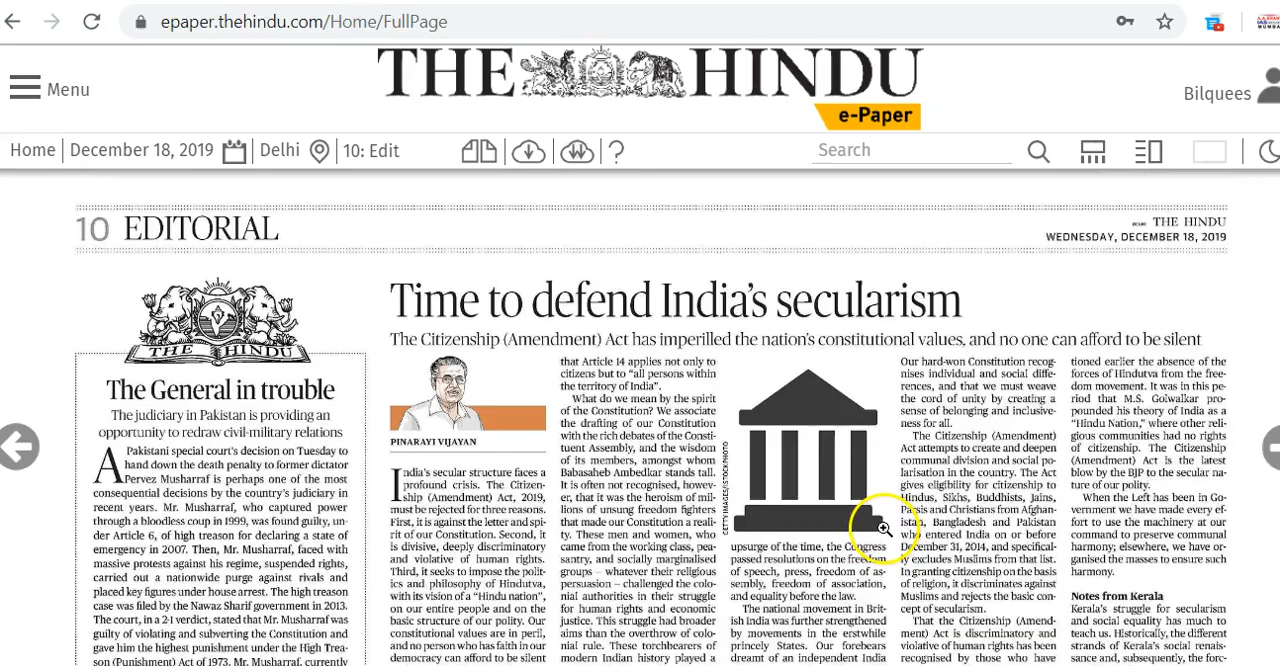 epaper.thehindu.com/Home/FullPage
Menu
THE HINDU
e-Paper
Bilquees
Home
December 18, 2019
Delhi
10: Edit
?
Search
10 EDITORIAL
THE HINDU
WEDNESDAY, DECEMBER 18, 2019
THE HINDU
The General in trouble
The judiciary in Pakistan is providing an
opportunity to redraw civil-military relations
A Pakistani special court's decision on Tuesday to
hand down the death penalty to former dictator
Pervez Musharraf is perhaps one of the most
consequential decisions by the country's judiciary in
recent years. Mr. Musharraf, who captured power
through a bloodless coup in 1999, was found guilty, un-
der Article 6, of high treason for declaring a state of
emergency in 2007. Then, Mr. Musharraf, faced with
massive protests against his regime, suspended rights,
carried out a nationwide purge against rivals and
placed key figures under house arrest. The high treason
case was filed by the Nawaz Sharif government in 2013.
The court, in a 2-1 verdict, stated that Mr. Musharraf was
guilty of violating and subverting the Constitution and
gave him the highest punishment under the High Trea-
son (Punishment) Act of 1973. Mr. Musharraf, currently
Time to defend India's secularism
The Citizenship (Amendment) Act has imperilled the nation's constitutional values, and no one can afford to be silent
PINARAYI VIJAYAN
India's secular structure faces a
profound crisis. The Citizen-
ship (Amendment) Act, 2019,
must be rejected for three reasons.
First, it is against the letter and spi-
rit of our Constitution. Second, it
is divisive, deeply discriminatory
and violative of human rights.
Third, it seeks to impose the poli-
tics and philosophy of Hindutva,
with its vision of a "Hindu nation",
on our entire people and on the
basic structure of our polity. Our
constitutional values are in peril,
and no person who has faith in our
democracy can afford to be silent
that Article 14 applies not only to
citizens but to "all persons within
the territory of India".
What do we mean by the spirit
of the Constitution? We associate
the drafting of our Constitution
with the rich debates of the Consti-
tuent Assembly, and the wisdom
of its members, amongst whom
Babasaheb Ambedkar stands tall.
It is often not recognised, howev-
er, that it was the heroism of mil-
lions of unsung freedom fighters
that made our Constitution a reali-
ty. These men and women, who
came from the working class, pea-
santry, and socially marginalised
groups – whatever their religious
persuasion – challenged the colo-
nial authorities in their struggle
for human rights and economic
justice. This struggle had broader
aims than the overthrow of colo-
nial rule. These torchbearers of
modern Indian history played a
GETTY IMAGES/ISTOCKPHOTO
upsurge of the time, the Congress
passed resolutions on the freedom
of speech, press, freedom of as-
sembly, freedom of association,
and equality before the law.
The national movement in Brit-
ish India was further strengthened
by movements in the erstwhile
princely States. Our forebears
dreamt of an independent India
Our hard-won Constitution recog-
nises individual and social diffe-
rences, and that we must weave
the cord of unity by creating a
sense of belonging and inclusive-
ness for all.
The Citizenship (Amendment)
Act attempts to create and deepen
communal division and social po-
larisation in the country. The Act
gives eligibility for citizenship to
Hindus, Sikhs, Buddhists, Jains,
Parsis and Christians from Afghan-
istan, Bangladesh and Pakistan
who entered India on or before
December 31, 2014, and specifical-
ly excludes Muslims from that list.
In granting citizenship on the basis
of religion, it discriminates against
Muslims and rejects the basic con-
cept of secularism.
That the Citizenship (Amend-
ment) Act is discriminatory and
violative of human rights has been
recognised by those who have
tioned earlier the absence of the
forces of Hindutva from the free-
dom movement. It was in this pe-
riod that M.S. Golwalkar pro-
pounded his theory of India as a
"Hindu Nation," where other reli-
gious communities had no rights
of citizenship. The Citizenship
(Amendment) Act is the latest
blow by the BJP to the secular na-
ture of our polity.
When the Left has been in Go-
vernment we have made every ef-
fort to use the machinery at our
command to preserve communal
harmony; elsewhere, we have or-
ganised the masses to ensure such
harmony.
Notes from Kerala
Kerala's struggle for secularism
and social equality has much to
teach us. Historically, the different
strands of Kerala's social renais-
sance and, subsequently, the forc-